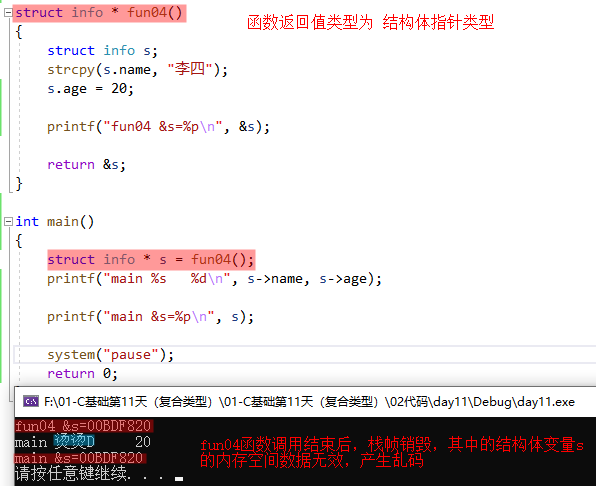 struct info * fun04()
函数返回值类型为 结构体指针类型
{
struct info s;
strcpy(s.name, "李四");
s.age = 20;
printf("fun04 &s=%p\n", &s);
return &s;
}
int main()
{
struct info * s = fun04();
printf("main %s   %d\n", s->name, s->age);
printf("main &s=%p\n", s);
system("pause");
return 0;
F:\01-C基础第11天（复合类型）\01-C基础第11天（复合类型）\02代码\day11\Debug\day11.exe
fun04 &s=00BDF820
main 烫烫D   20
main &s=00BDF820
请按任意键继续. . .
fun04函数调用结束后，栈帧销毁，其中的结构体变量s
的内存空间数据无效，产生乱码